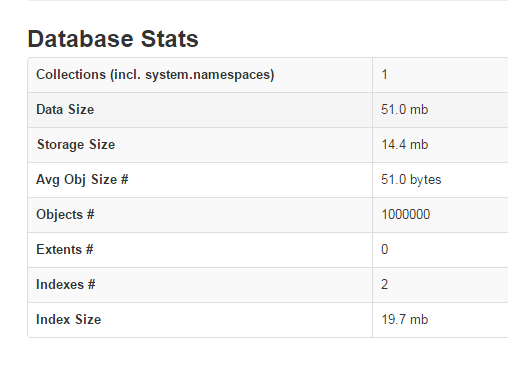 Database Stats
Collections (incl. system.namespaces) 1
Data Size 51.0 mb
Storage Size 14.4 mb
Avg Obj Size # 51.0 bytes
Objects # 1000000
Extents # 0
Indexes # 2
Index Size 19.7 mb